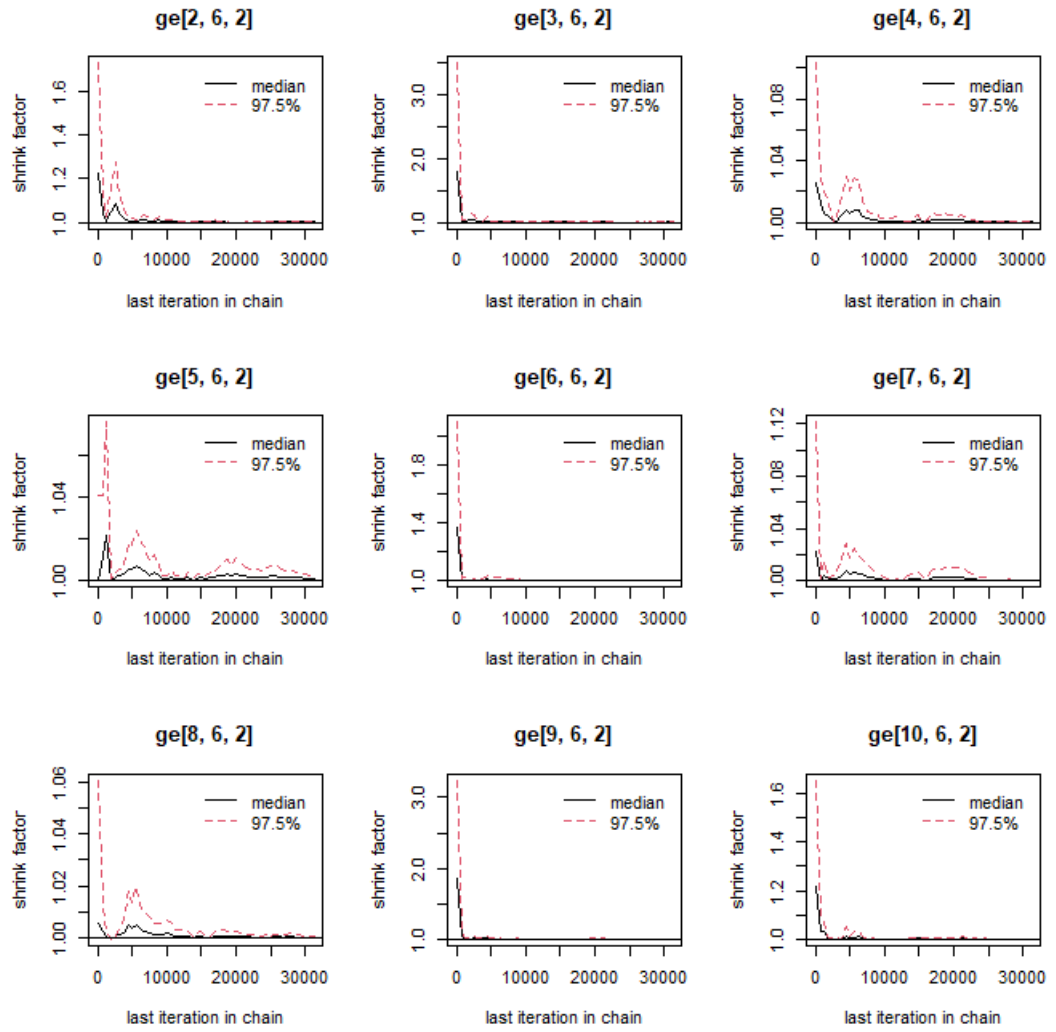 ge[2, 6, 2]
shrink factor
1.0 1.2 1.4 1.6
median
97.5%
0 10000 20000 30000
last iteration in chain
ge[3, 6, 2]
shrink factor
1.0 2.0 3.0
median
97.5%
0 10000 20000 30000
last iteration in chain
ge[4, 6, 2]
shrink factor
1.00 1.04 1.08
median
97.5%
0 10000 20000 30000
last iteration in chain
ge[5, 6, 2]
shrink factor
1.00 1.04
median
97.5%
0 10000 20000 30000
last iteration in chain
ge[6, 6, 2]
shrink factor
1.0 1.4 1.8
median
97.5%
0 10000 20000 30000
last iteration in chain
ge[7, 6, 2]
shrink factor
1.00 1.04 1.08 1.12
median
97.5%
0 10000 20000 30000
last iteration in chain
ge[8, 6, 2]
shrink factor
1.00 1.02 1.04 1.06
median
97.5%
0 10000 20000 30000
last iteration in chain
ge[9, 6, 2]
shrink factor
1.0 2.0 3.0
median
97.5%
0 10000 20000 30000
last iteration in chain
ge[10, 6, 2]
shrink factor
1.0 1.2 1.4 1.6
median
97.5%
0 10000 20000 30000
last iteration in chain